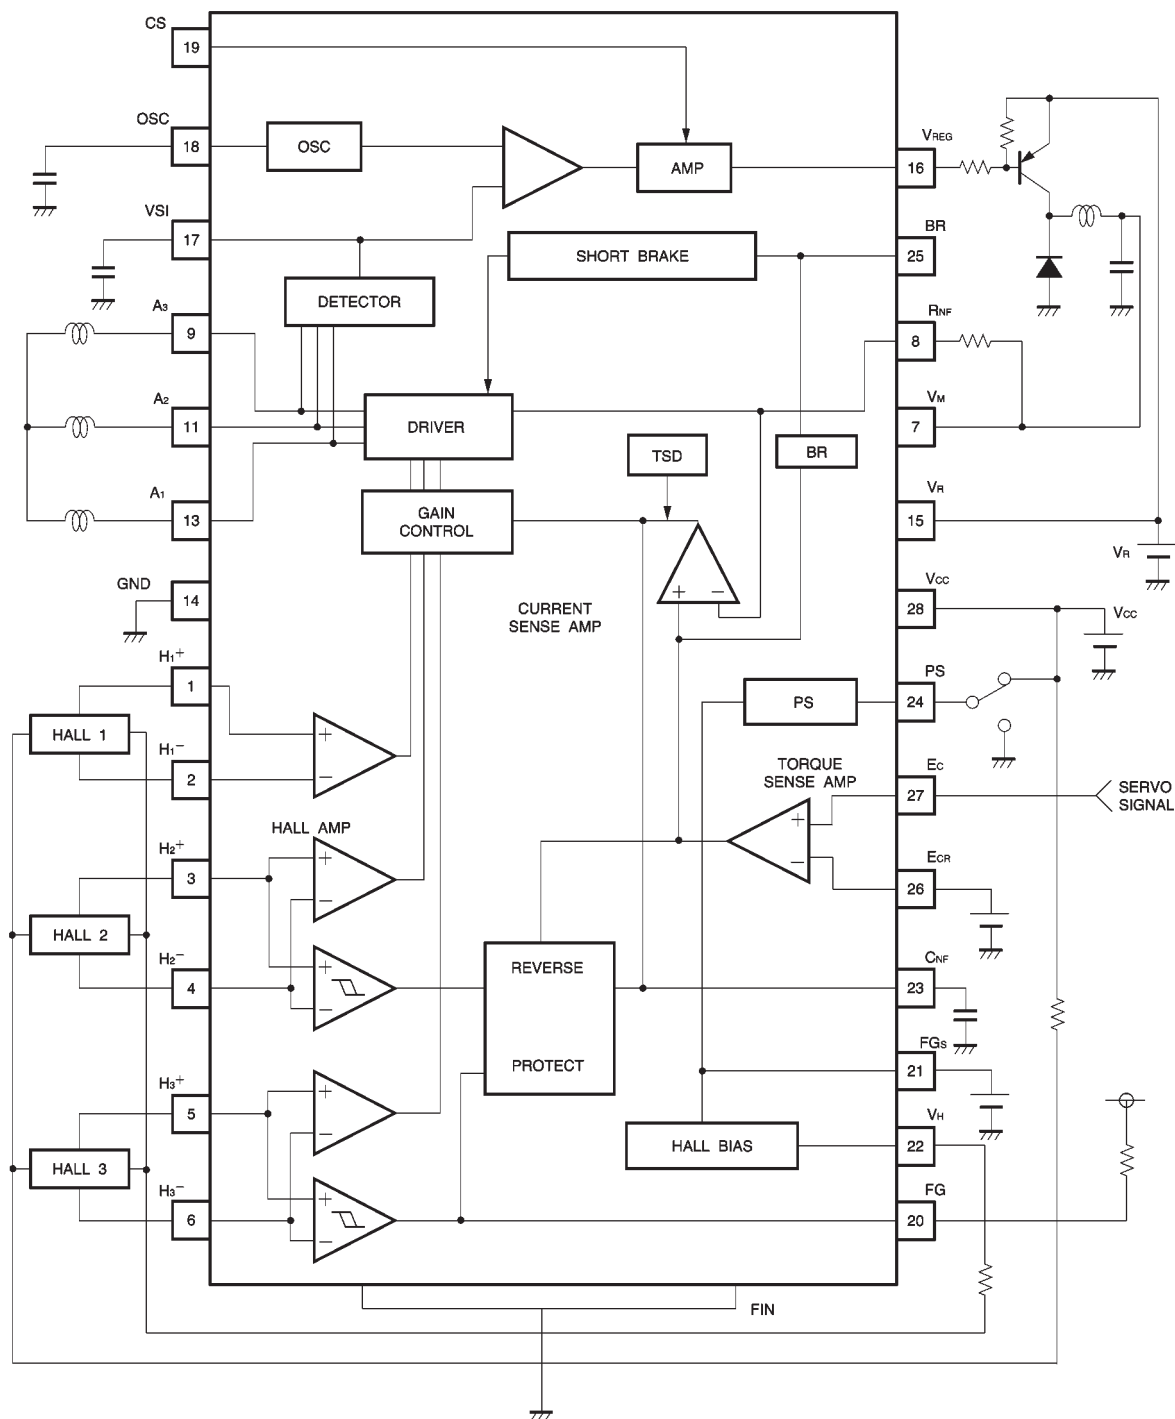 CS
19
OSC
18
OSC
AMP
VREG
16
VSI
17
SHORT BRAKE
BR
25
DETECTOR
A3
9
RNF
8
A2
11
DRIVER
VM
7
TSD
BR
A1
13
GAIN
CONTROL
VR
15
VR
GND
14
CURRENT
SENSE AMP
+ −
VCC
28
VCC
H1+
1
PS
24
PS
HALL 1
+
−
H1−
2
TORQUE
SENSE AMP
EC
27
SERVO
SIGNAL
+
−
HALL AMP
H2+
3
+
−
ECR
26
HALL 2
H2−
4
+
−
REVERSE
PROTECT
CNF
23
FGS
21
H3+
5
+
−
VH
22
HALL BIAS
HALL 3
H3−
6
+
−
FG
20
FIN